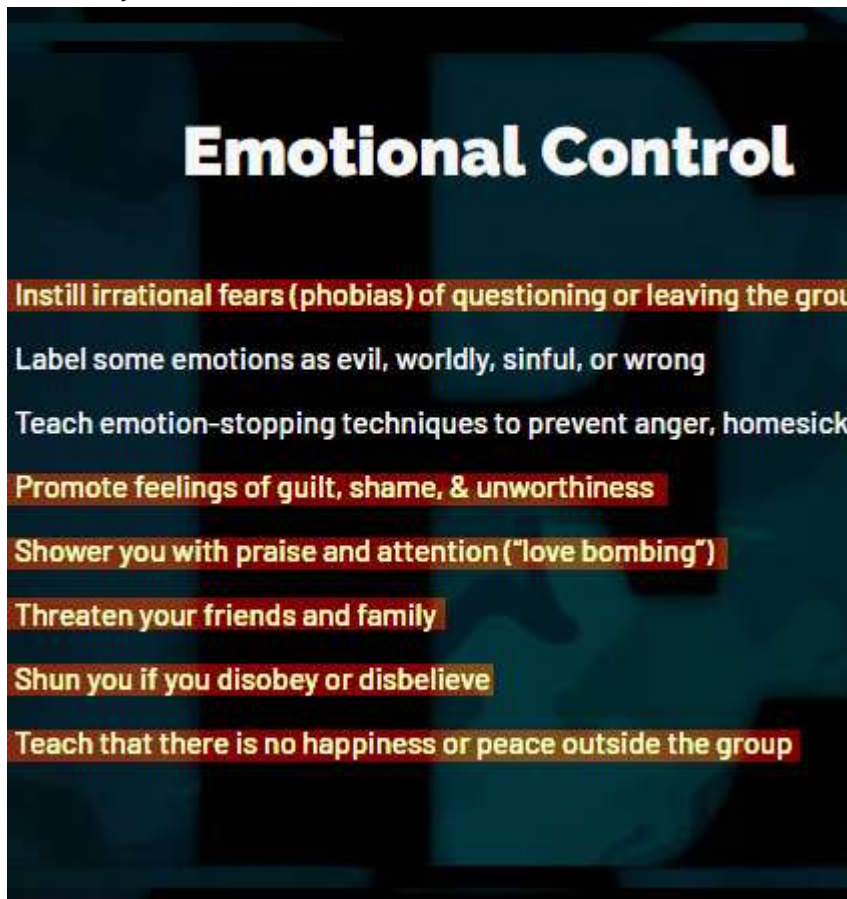 Emotional Control
Instill irrational fears (phobias) of questioning or leaving the
Label some emotions as evil, worldly, sinful, or wrong
Teach emotion-stopping techniques to prevent anger,
Promote feelings of guilt, shame, & unworthiness
Shower you with praise and attention (“love bombing”)
Threaten your friends and family
Shun you if you disobey or disbelieve
Teach that there is no happiness or peace outside the group